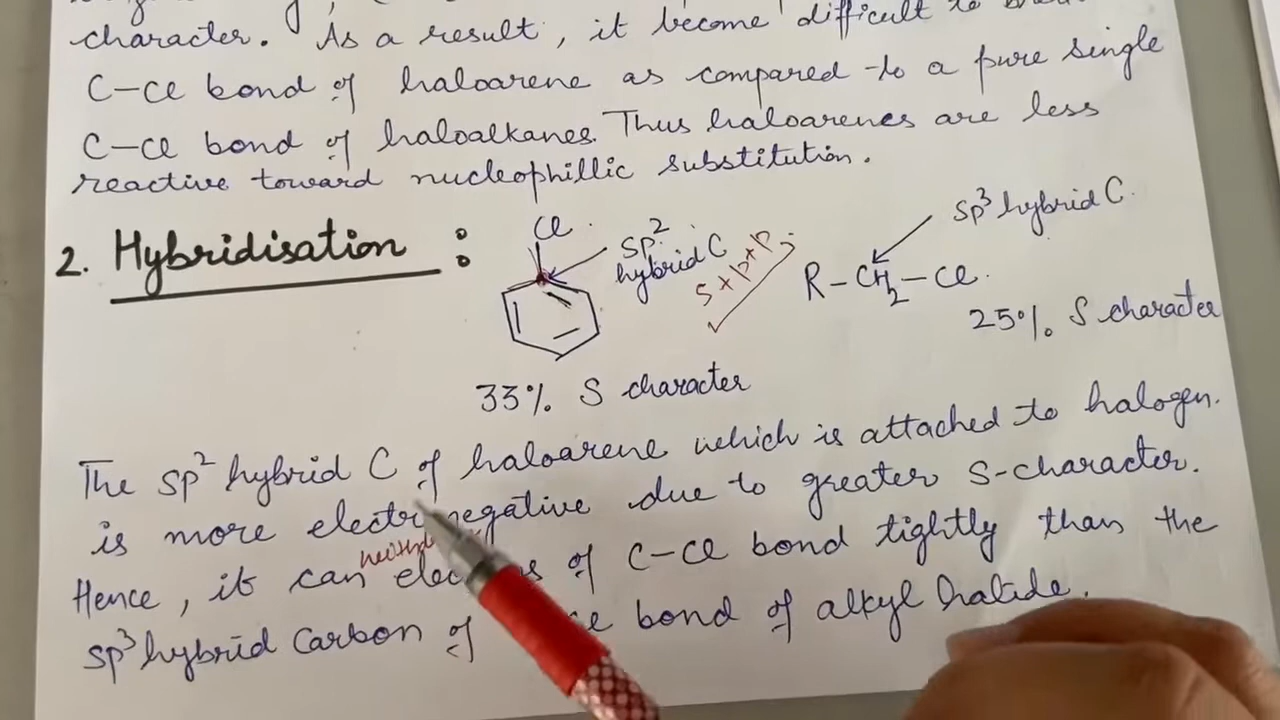 character. As a result, it become difficult to
C-Cl bond of haloarene as compared to a pure single
C-Cl bond of haloalkanes. Thus haloarenes are less
reactive toward nucleophillic substitution.
2. Hybridisation :
Cl
sp² hybrid C
s+p+p
sp³ hybrid C
R-CH₂-Cl
25% S character
33% S character
The sp² hybrid C of haloarene which is attached to halogen.
is more electronegative due to greater S-character.
Hence, it can of C-Cl bond tightly than the
sp³ hybrid carbon of bond of alkyl halide.